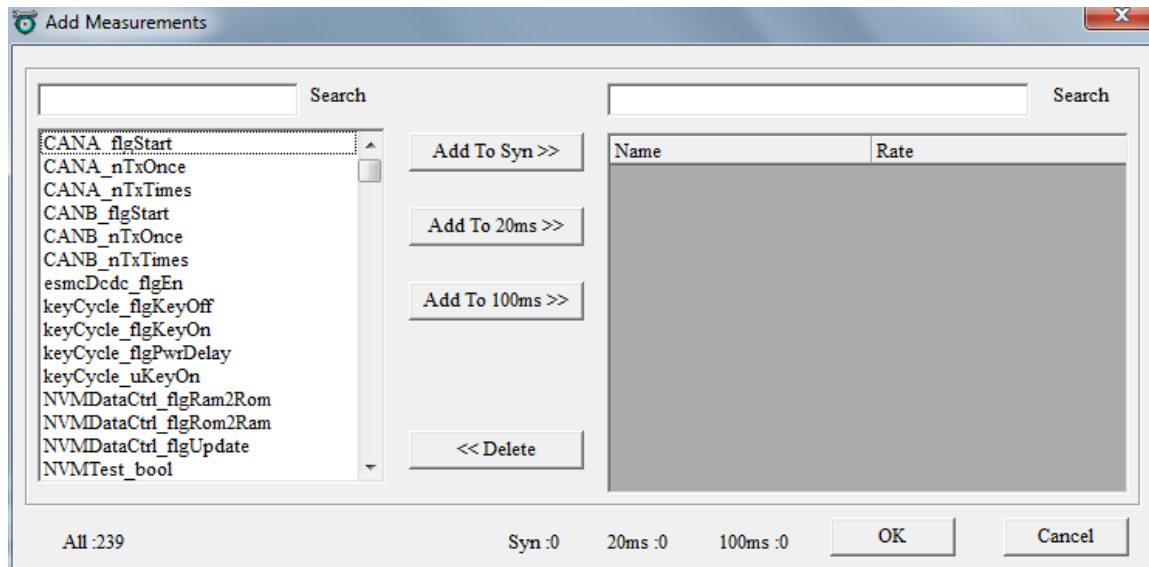 Add Measurements
Search
Search
CANA_flgStart
CANA_nTxOnce
CANA_nTxTimes
CANB_flgStart
CANB_nTxOnce
CANB_nTxTimes
esmcDcdc_flgEn
keyCycle_flgKeyOff
keyCycle_flgKeyOn
keyCycle_flgPwrDelay
keyCycle_uKeyOn
NVMDataCtrl_flgRam2Rom
NVMDataCtrl_flgRom2Ram
NVMDataCtrl_flgUpdate
NVMTest_bool
Add To Syn >>
Add To 20ms >>
Add To 100ms >>
<< Delete
Name Rate
All :239 Syn :0 20ms :0 100ms :0 OK Cancel